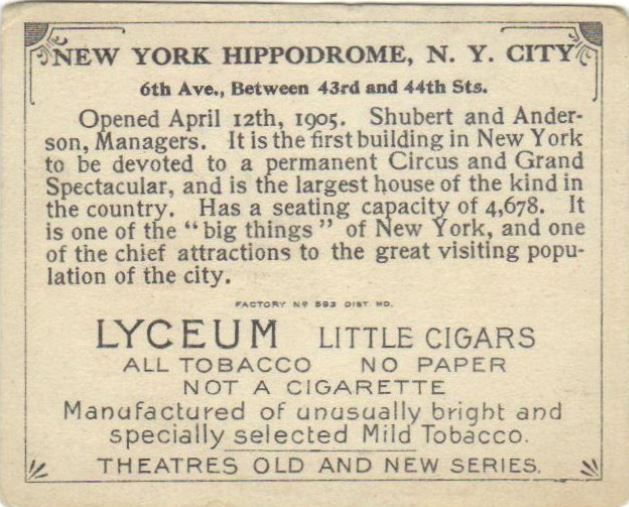 NEW YORK HIPPODROME, N. Y. CITY
6th Ave., Between 43rd and 44th Sts.
Opened April 12th, 1905. Shubert and Ander-
son, Managers. It is the first building in New York
to be devoted to a permanent Circus and Grand
Spectacular, and is the largest house of the kind in
the country. Has a seating capacity of 4,678. It
is one of the “big things” of New York, and one
of the chief attractions to the great visiting popu-
lation of the city.
FACTORY Nº 593 DIST MD.
LYCEUM LITTLE CIGARS
ALL TOBACCO NO PAPER
NOT A CIGARETTE
Manufactured of unusually bright and
specially selected Mild Tobacco.
THEATRES OLD AND NEW SERIES.